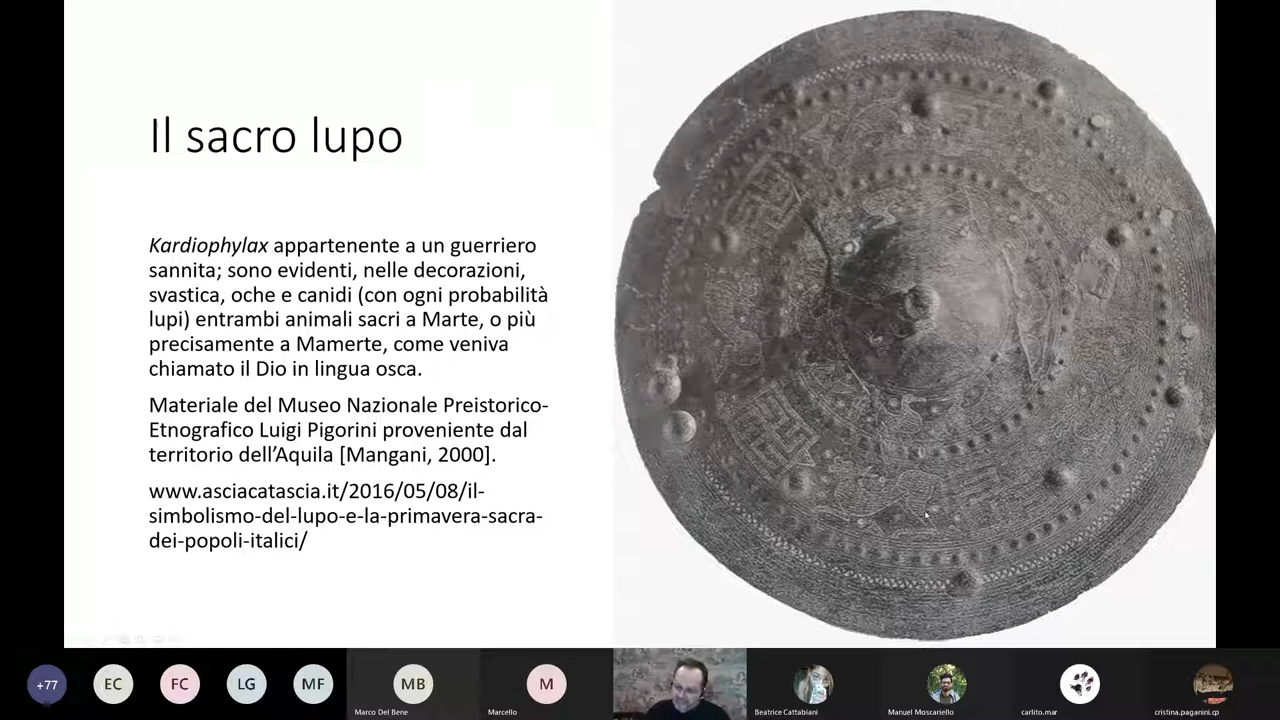 Il sacro lupo
Kardiophylax appartenente a un guerriero
sannita; sono evidenti, nelle decorazioni,
svastica, oche e canidi (con ogni probabilità
lupi) entrambi animali sacri a Marte, o più
precisamente a Mamerte, come veniva
chiamato il Dio in lingua osca.
Materiale del Museo Nazionale Preistorico-
Etnografico Luigi Pigorini proveniente dal
territorio dell’Aquila [Mangani, 2000].
www.asciacatascia.it/2016/05/08/il-
simbolismo-del-lupo-e-la-primavera-sacra-
dei-popoli-italici/
+77
EC
FC
LG
MF
MB
M
Marco Del Bene
Marcello
Beatrice Cattabiani
Manuel Moscariello
carlito.mar
cristina.paganini.cp